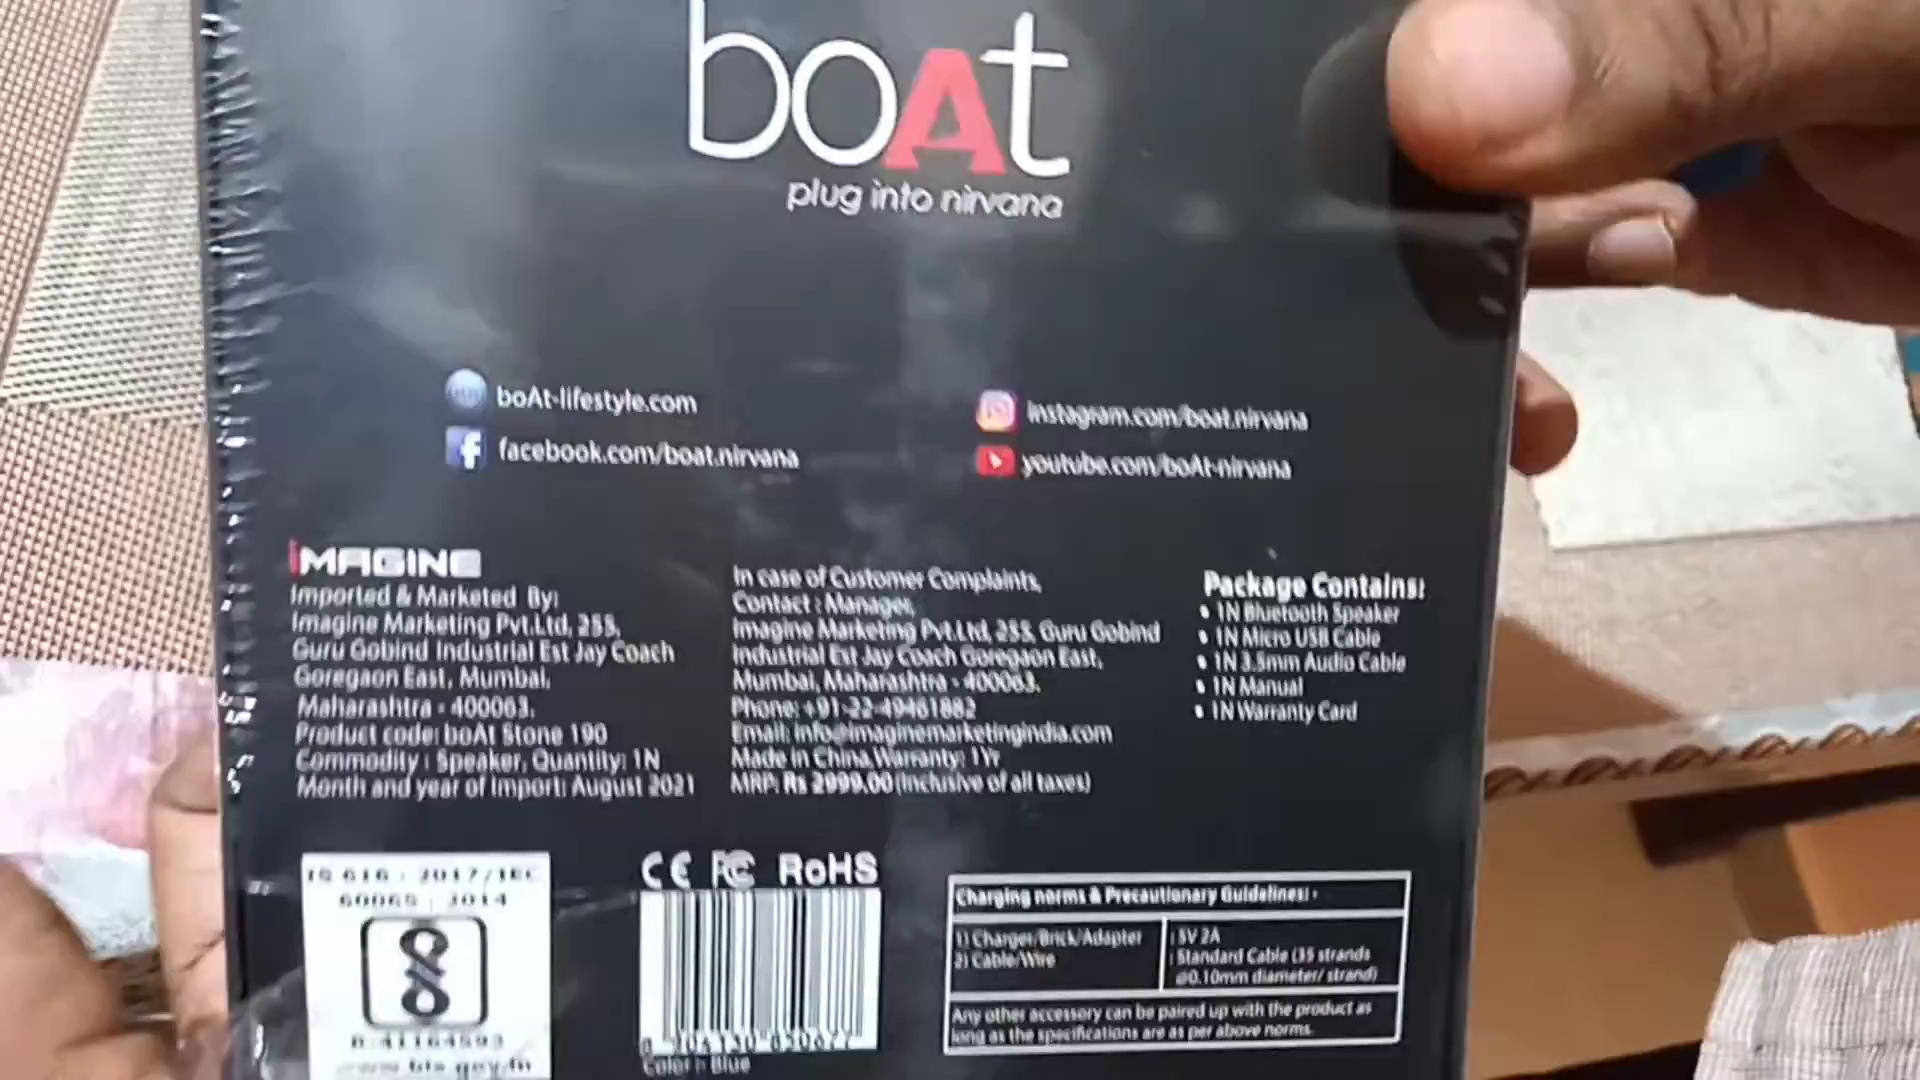 boAt
plug into nirvana
boAt-lifestyle.com
facebook.com/boat.nirvana
instagram.com/boat.nirvana
youtube.com/boAt-nirvana
iMAGINE
Imported & Marketed By:
Imagine Marketing Pvt.Ltd, 255,
Guru Gobind Industrial Est Jay Coach
Goregaon East, Mumbai,
Maharashtra - 400063.
Product code: boAt Stone 190
Commodity : Speaker, Quantity: 1N
Month and year of Import: August 2021
In case of Customer Complaints,
Contact : Manager,
Imagine Marketing Pvt.Ltd, 255, Guru Gobind
Industrial Est Jay Coach Goregaon East,
Mumbai, Maharashtra - 400063.
Phone: +91-22-49461882
Email: info@imaginemarketingindia.com
Made in China, Warranty: 1Yr
MRP: Rs 2999.00 (Inclusive of all taxes)
Package Contains:
• 1N Bluetooth Speaker
• 1N Micro USB Cable
• 1N 3.5mm Audio Cable
• 1N Manual
• 1N Warranty Card
IS 616 : 2017/IEC
60065 : 2014
R-41164593
www.bis.gov.in
CE FC RoHS
Color : Blue
Charging norms & Precautionary Guidelines: -
1) Charger/Brick/Adapter : 5V 2A
2) Cable/Wire : Standard Cable (35 strands
@0.10mm diameter/ strand)
Any other accessory can be paired up with the product as
long as the specifications are as per above norms.